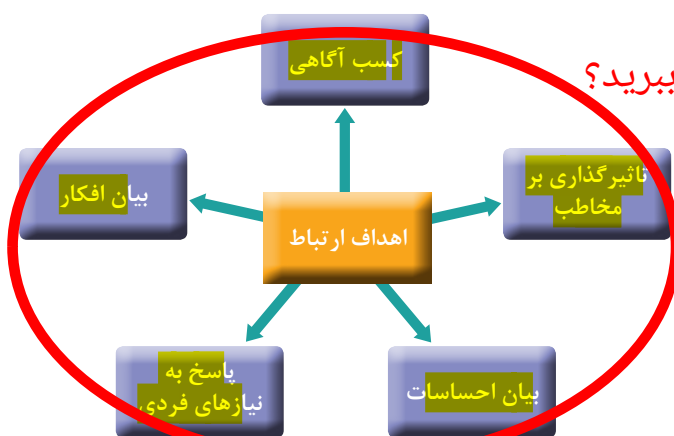 کسب آگاهی
ببرید؟
تاثیرگذاری بر
مخاطب
بیان افکار
اهداف ارتباط
پاسخ به
نیازهای فردی
بیان احساسات